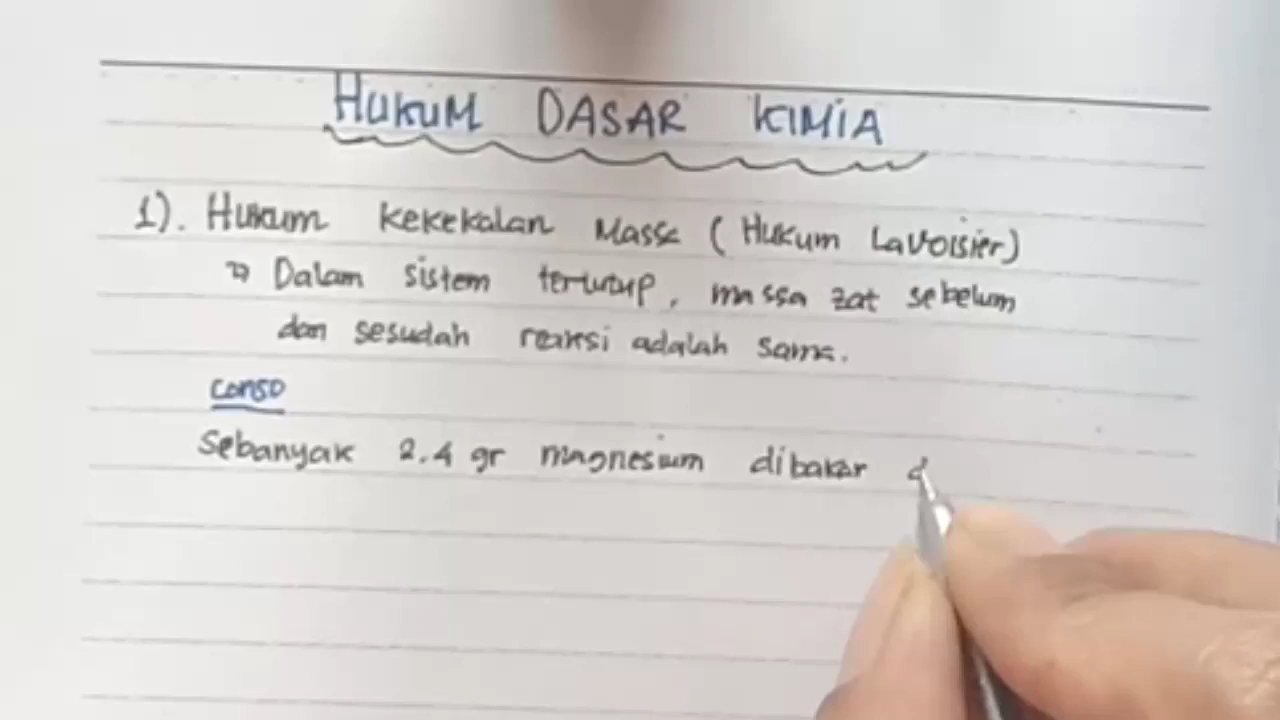 HUKUM DASAR KIMIA
1). Hukum kekekalan Massa (Hukum Lavoisier)
⇒ Dalam sistem tertutup, massa zat sebelum
dan sesudah reaksi adalah sama.
conso
Sebanyak 2.4 gr magnesium dibakar d